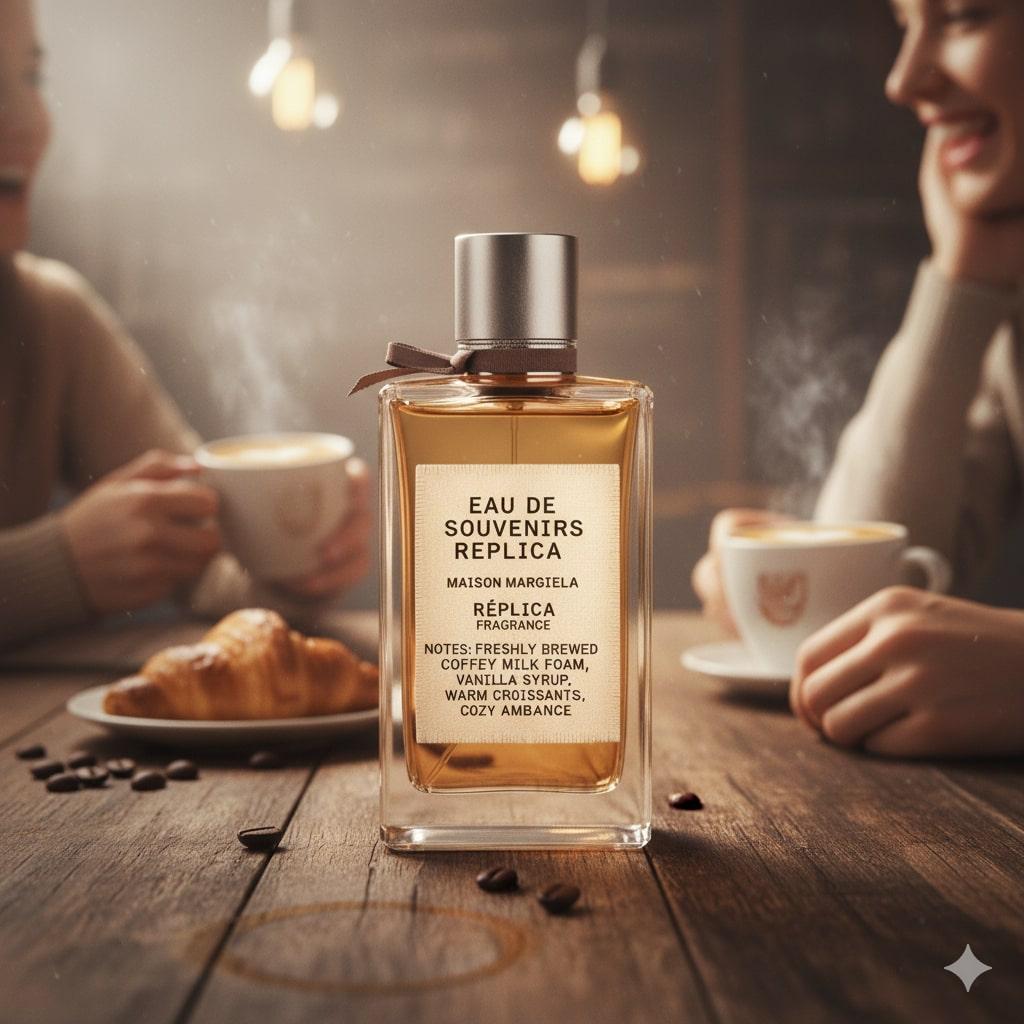 EAU DE
SOUVENIRS
REPLICA
MAISON MARGIELA
RÉPLICA
FRAGRANCE
NOTES: FRESHLY BREWED
COFFEY MILK FOAM,
VANILLA SYRUP,
WARM CROISSANTS,
COZY AMBANCE